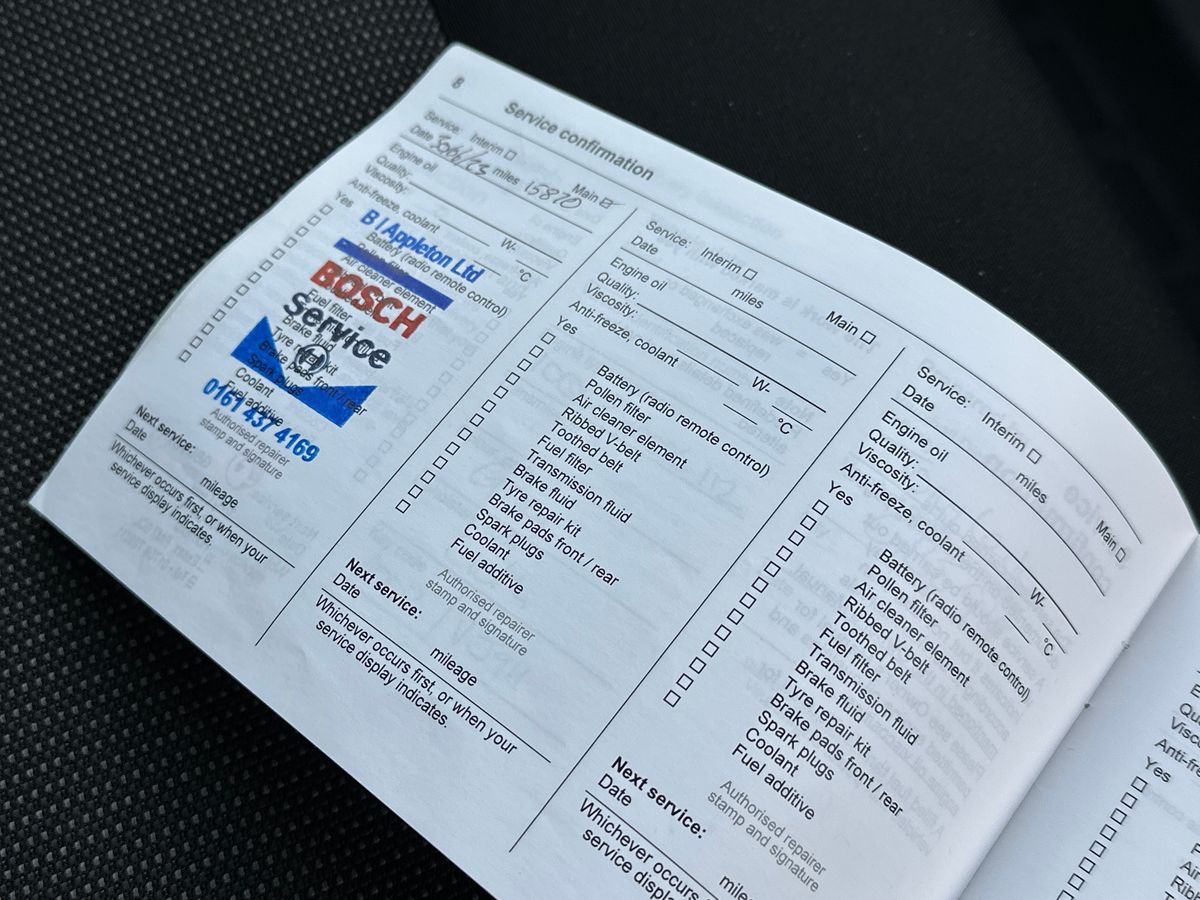 8
Service confirmation
Service: Interim ☐ Main ☑
Date miles 15870
Engine oil
Quality:
Viscosity: W-
Anti-freeze, coolant °C
Yes
B I Appleton Ltd
Battery (radio remote control)
Pollen filter
Air cleaner element
BOSCH
Service
Fuel filter
Brake fluid
Tyre repair kit
Brake pads front / rear
Spark plugs
Coolant
Fuel additive
0161 437 4169
Authorised repairer
stamp and signature
Next service:
Date mileage
Whichever occurs first, or when your
service display indicates.
Service: Interim ☐ Main ☐
Date miles
Engine oil
Quality:
Viscosity: W-
Anti-freeze, coolant °C
Yes
Battery (radio remote control)
Pollen filter
Air cleaner element
Ribbed V-belt
Toothed belt
Fuel filter
Transmission fluid
Brake fluid
Tyre repair kit
Brake pads front / rear
Spark plugs
Coolant
Fuel additive
Authorised repairer
stamp and signature
Next service:
Date mileage
Whichever occurs first, or when your
service display indicates.
Service: Interim ☐ Main ☐
Date miles
Engine oil
Quality:
Viscosity: W-
Anti-freeze, coolant °C
Yes
Battery (radio remote control)
Pollen filter
Air cleaner element
Ribbed V-belt
Toothed belt
Fuel filter
Transmission fluid
Brake fluid
Tyre repair kit
Brake pads front / rear
Spark plugs
Coolant
Fuel additive
Authorised repairer
stamp and signature
Next service:
Date
Whichever occurs
service
Yes